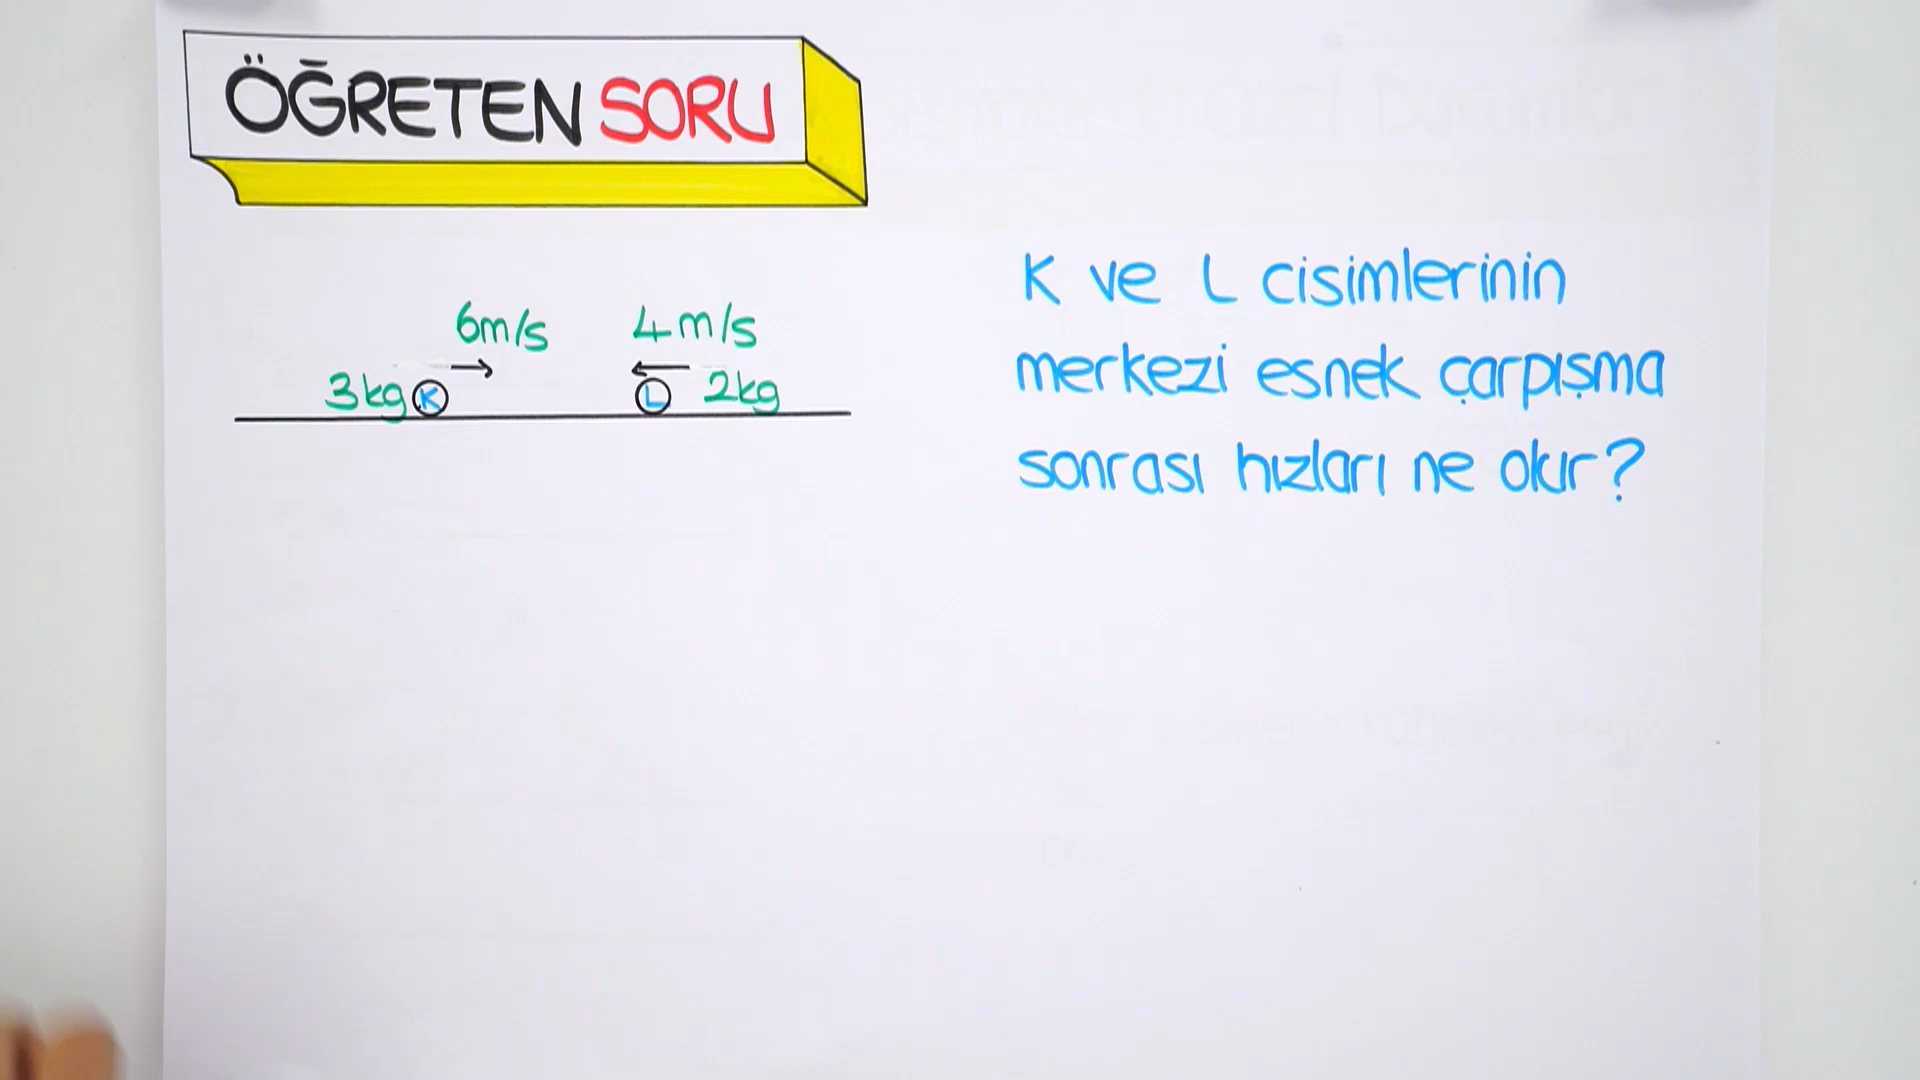 ÖĞRETEN SORU
6m/s 4m/s
3kg K L 2kg
K ve L cisimlerinin
merkezi esnek çarpışma
sonrası hızları ne olur?